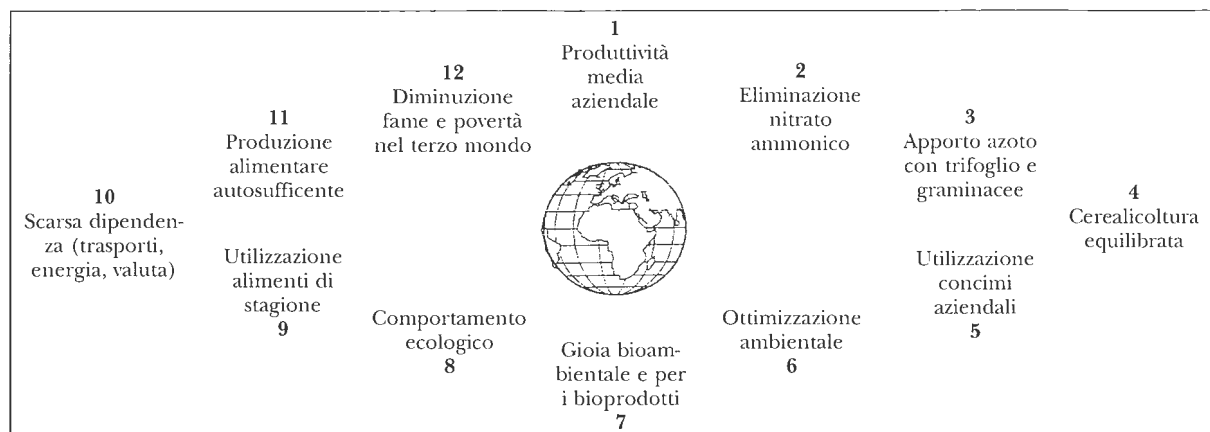 1
Produttività
media
aziendale
2
Eliminazione
nitrato
ammonico
3
Apporto azoto
con trifoglio e
graminacee
4
Cerealicoltura
equilibrata
Utilizzazione
concimi
aziendali
5
Ottimizzazione
ambientale
6
Gioia bioam-
bientale e per
i bioprodotti
7
Comportamento
ecologico
8
Utilizzazione
alimenti di
stagione
9
10
Scarsa dipenden-
za (trasporti,
energia, valuta)
11
Produzione
alimentare
autosufficente
12
Diminuzione
fame e povertà
nel terzo mondo